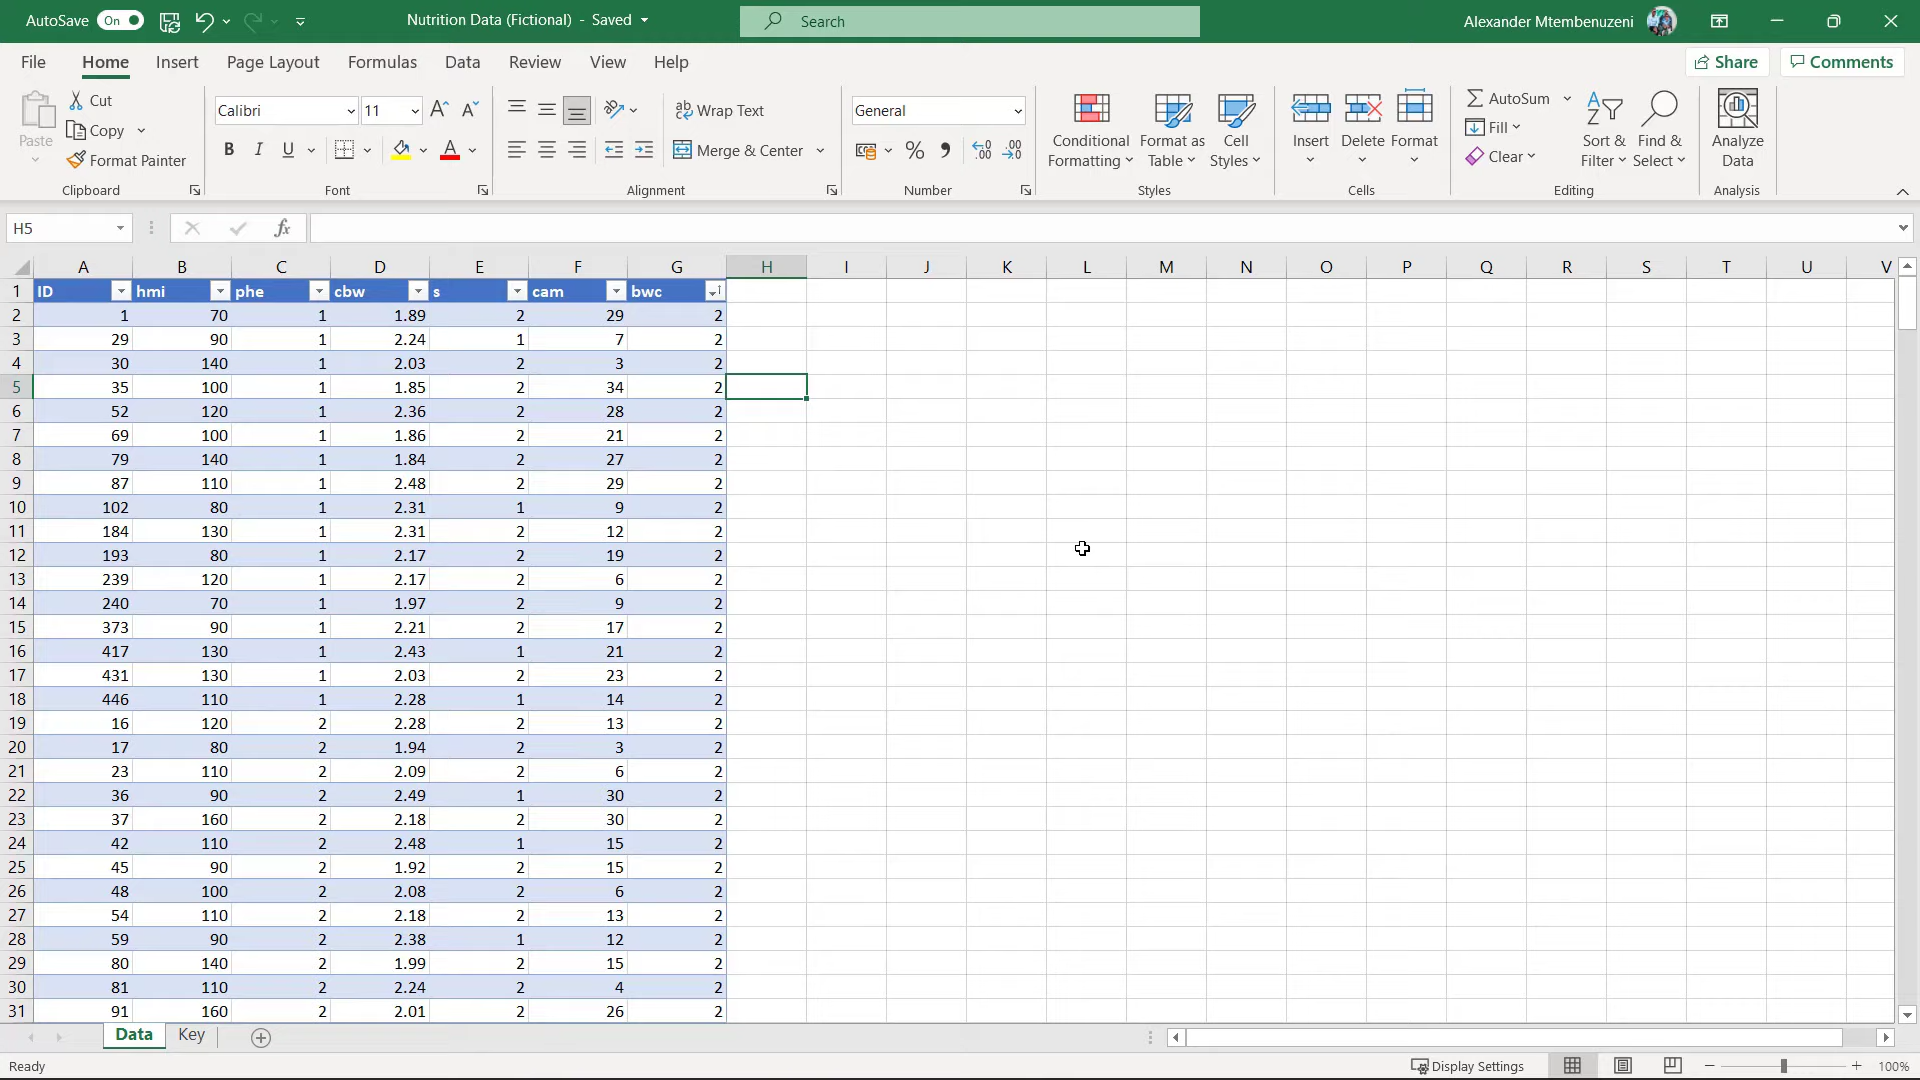 AutoSave On Nutrition Data (Fictional) - Saved Search Alexander Mtembenuzeni
File Home Insert Page Layout Formulas Data Review View Help Share Comments
Paste Cut Copy Format Painter Clipboard
Calibri 11 B I U Font
ab Wrap Text Merge & Center Alignment
General % Number
Conditional Formatting Format as Table Cell Styles Styles
Insert Delete Format Cells
AutoSum Fill Clear Sort & Filter Find & Select Editing
Analyze Data Analysis
H5 fx
A B C D E F G H I J K L M N O P Q R S T U V
1 ID hmi phe cbw s cam bwc
2 1 70 1 1.89 2 29 2
3 29 90 1 2.24 1 7 2
4 30 140 1 2.03 2 3 2
5 35 100 1 1.85 2 34 2
6 52 120 1 2.36 2 28 2
7 69 100 1 1.86 2 21 2
8 79 140 1 1.84 2 27 2
9 87 110 1 2.48 2 29 2
10 102 80 1 2.31 1 9 2
11 184 130 1 2.31 2 12 2
12 193 80 1 2.17 2 19 2
13 239 120 1 2.17 2 6 2
14 240 70 1 1.97 2 9 2
15 373 90 1 2.21 2 17 2
16 417 130 1 2.43 1 21 2
17 431 130 1 2.03 2 23 2
18 446 110 1 2.28 1 14 2
19 16 120 2 2.28 2 13 2
20 17 80 2 1.94 2 3 2
21 23 110 2 2.09 2 6 2
22 36 90 2 2.49 1 30 2
23 37 160 2 2.18 2 30 2
24 42 110 2 2.48 1 15 2
25 45 90 2 1.92 2 15 2
26 48 100 2 2.08 2 6 2
27 54 110 2 2.18 2 13 2
28 59 90 2 2.38 1 12 2
29 80 140 2 1.99 2 15 2
30 81 110 2 2.24 2 4 2
31 91 160 2 2.01 2 26 2
Data Key
Ready Display Settings 100%